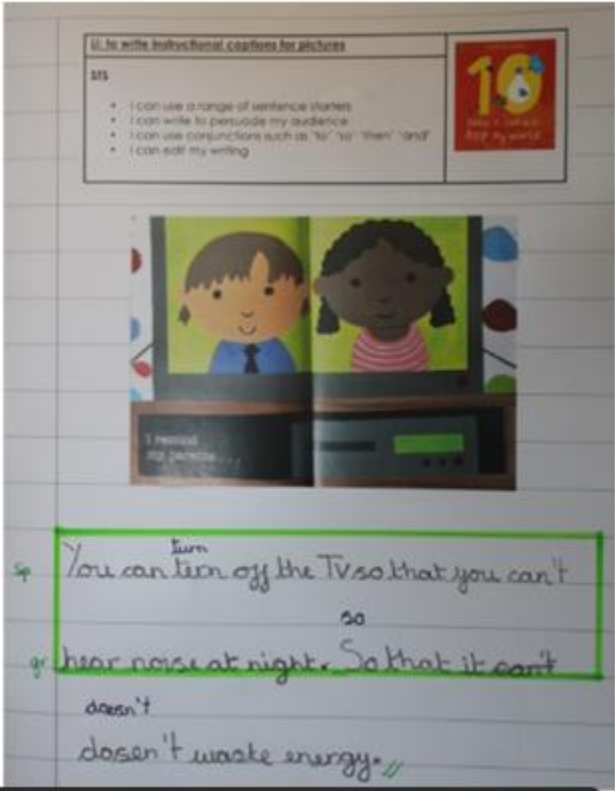 LI: to write instructional captions for pictures
STS
• I can use a range of sentence starters
• I can write to persuade my audience
• I can use conjunctions such as 'to' 'so' 'then' 'and'
• I can edit my writing
10
my world
I remind
my parents ...
turn
sp You can tern off the TV so that you can't
so
gr hear noise at night. So that it can't
doesn't
dosen't waste energy.